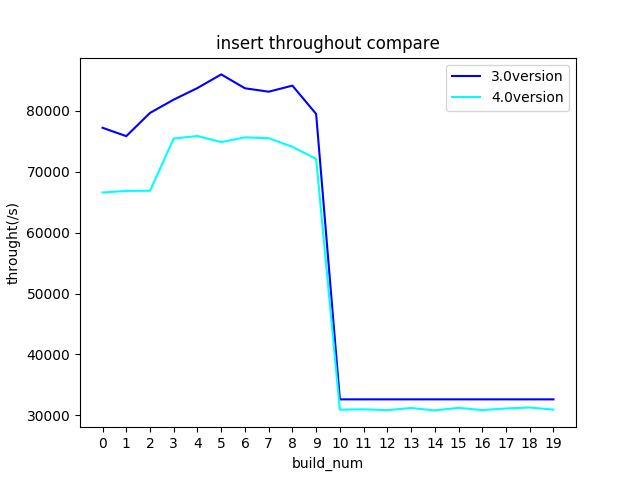 insert throughout compare
3.0version
4.0version
throught(/s)
80000
70000
60000
50000
40000
30000
0 1 2 3 4 5 6 7 8 9 10 11 12 13 14 15 16 17 18 19
build_num